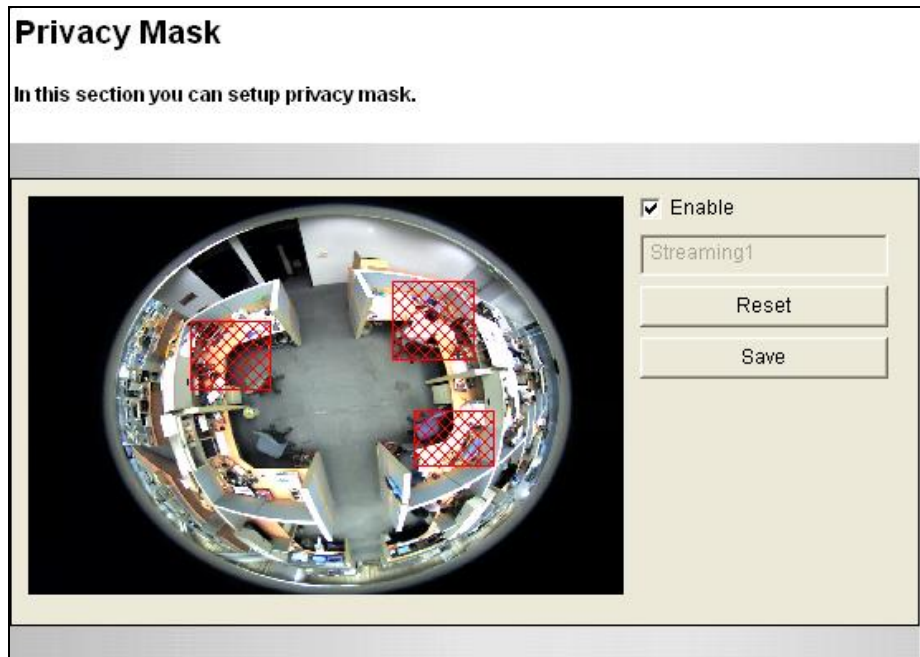 Privacy Mask
In this section you can setup privacy mask.
Enable
Streaming1
Reset
Save